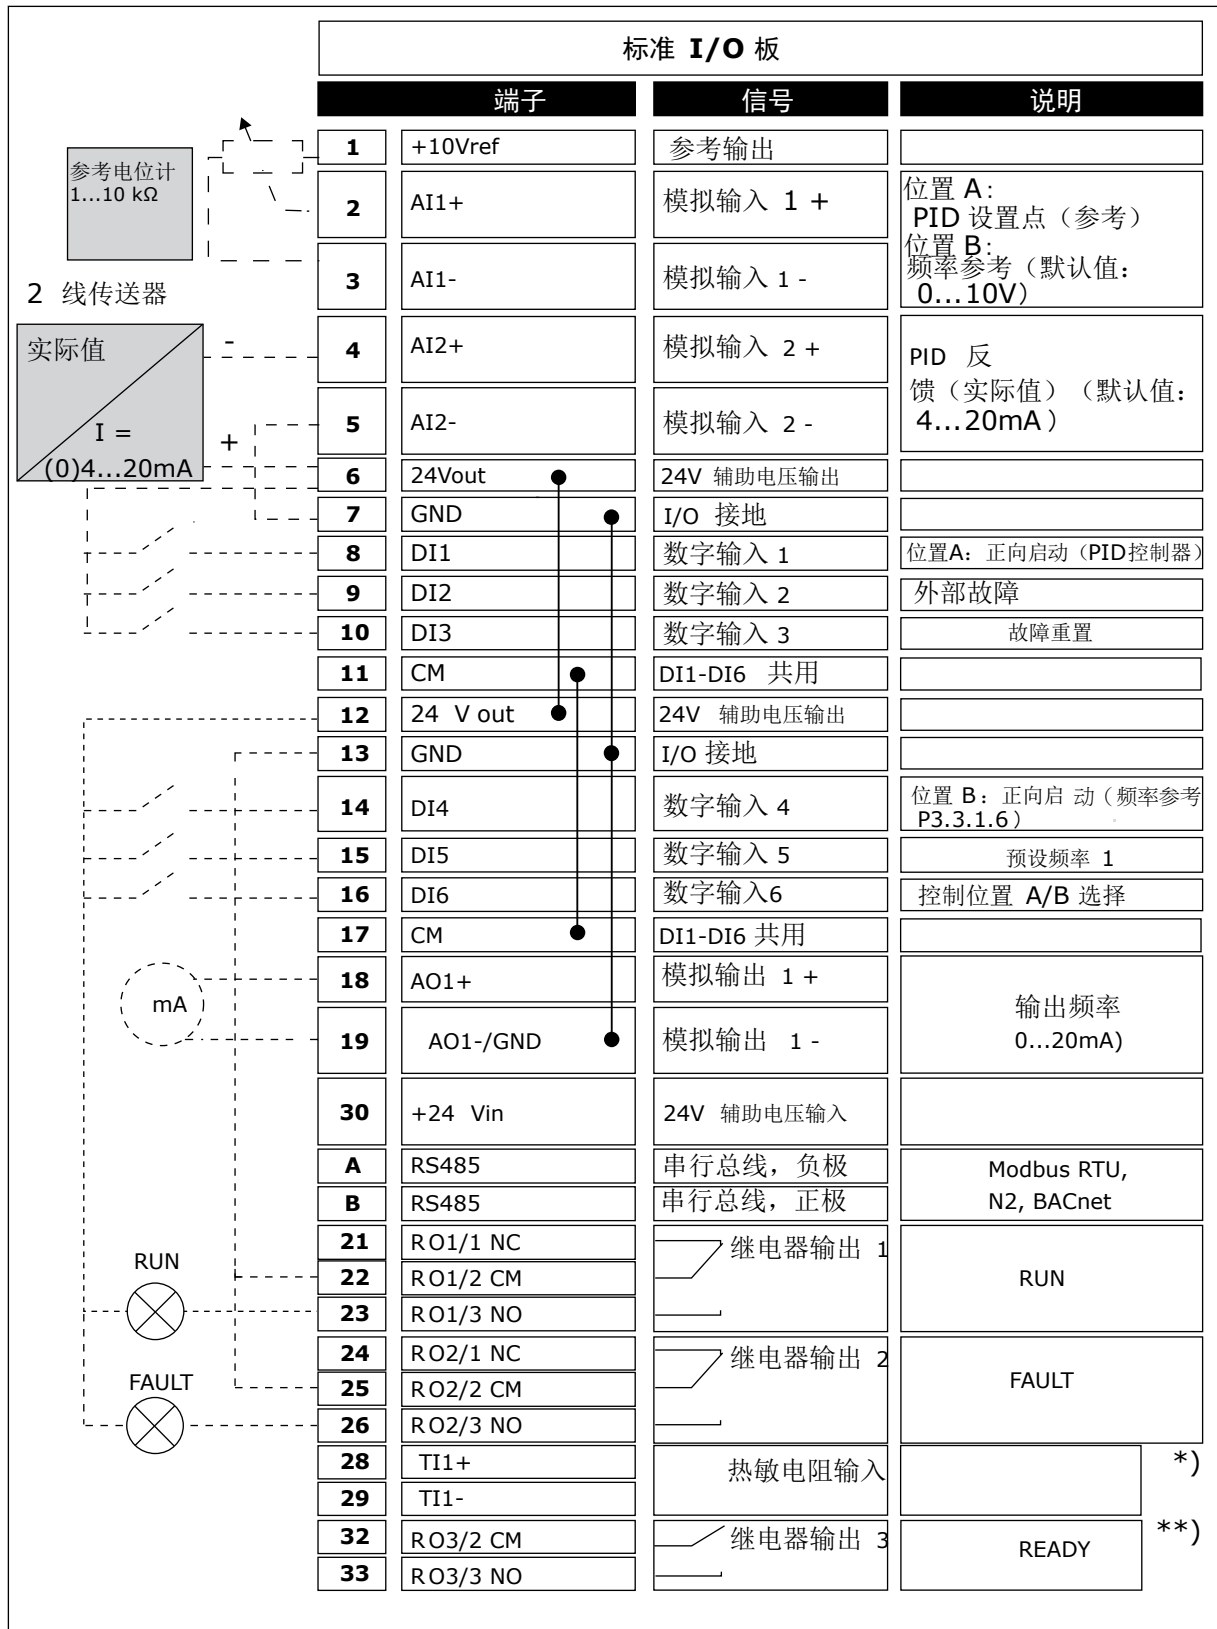 标准 I/O 板
端子 信号 说明
参考电位计
1...10 kΩ
1 +10Vref 参考输出
2 AI1+ 模拟输入 1 +
3 AI1- 模拟输入 1 -
位置 A:
PID 设置点（参考）
位置 B:
频率参考（默认值:
0...10V）
2 线传送器
实际值
-
I =
(0)4...20mA
+
4 AI2+ 模拟输入 2 +
5 AI2- 模拟输入 2 -
PID 反
馈（实际值）（默认值:
4...20mA）
6 24Vout 24V 辅助电压输出
7 GND I/O 接地
8 DI1 数字输入 1 位置A: 正向启动（PID控制器）
9 DI2 数字输入 2 外部故障
10 DI3 数字输入 3 故障重置
11 CM DI1-DI6 共用
12 24 V out 24V 辅助电压输出
13 GND I/O 接地
14 DI4 数字输入 4 位置 B: 正向启 动（频率参考
P3.3.1.6）
15 DI5 数字输入 5 预设频率 1
16 DI6 数字输入6 控制位置 A/B 选择
17 CM DI1-DI6 共用
mA
18 AO1+ 模拟输出 1 +
19 AO1-/GND 模拟输出 1 -
输出频率
0...20mA)
30 +24 Vin 24V 辅助电压输入
A RS485 串行总线，负极
B RS485 串行总线，正极
Modbus RTU,
N2, BACnet
RUN
21 RO1/1 NC 继电器输出 1
22 RO1/2 CM RUN
23 RO1/3 NO
FAULT
24 RO2/1 NC 继电器输出 2
25 RO2/2 CM FAULT
26 RO2/3 NO
28 TI1+ 热敏电阻输入 *)
29 TI1-
32 RO3/2 CM 继电器输出 3 READY **)
33 RO3/3 NO